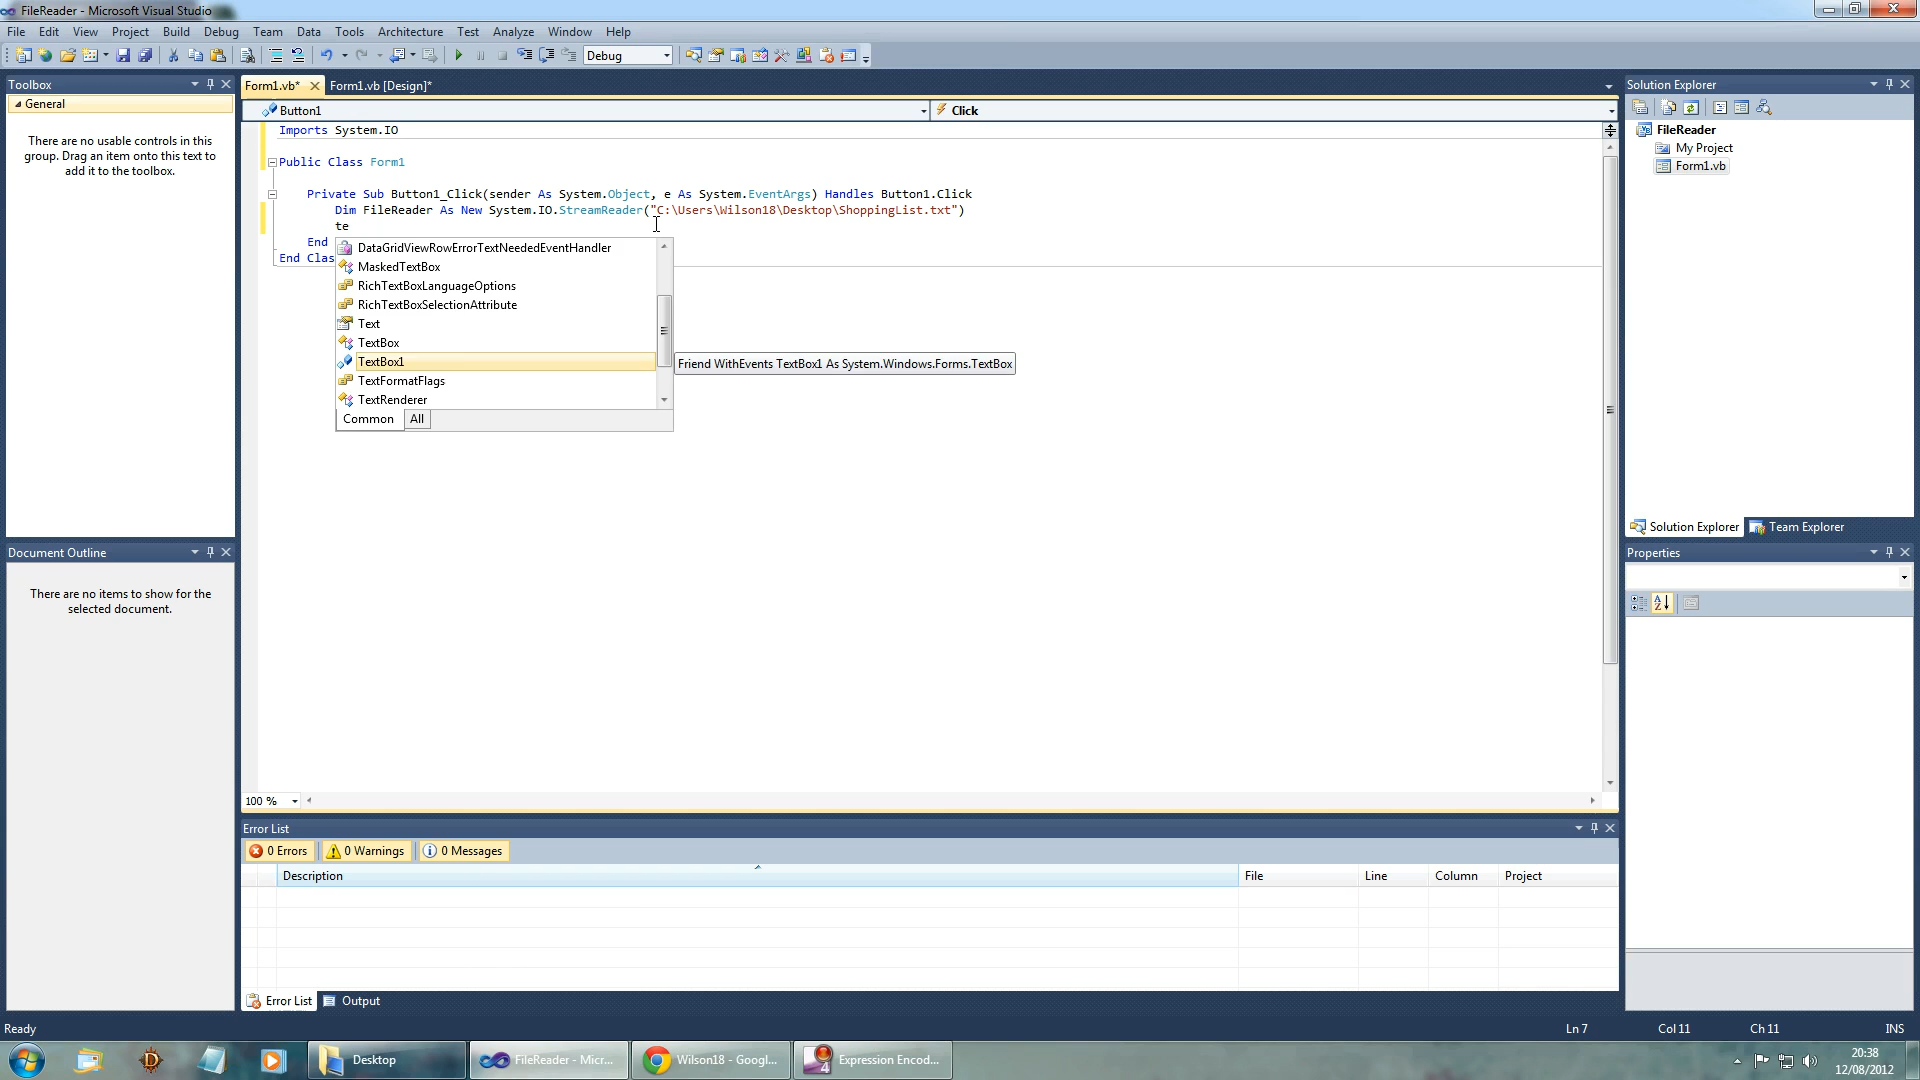 FileReader - Microsoft Visual Studio
File Edit View Project Build Debug Team Data Tools Architecture Test Analyze Window Help
Debug
Toolbox
General
There are no usable controls in this
group. Drag an item onto this text to
add it to the toolbox.
Document Outline
There are no items to show for the
selected document.
Form1.vb* Form1.vb [Design]*
Button1 Click
Imports System.IO
Public Class Form1
Private Sub Button1_Click(sender As System.Object, e As System.EventArgs) Handles Button1.Click
Dim FileReader As New System.IO.StreamReader("C:\Users\Wilson18\Desktop\ShoppingList.txt")
te
End
End Clas
DataGridViewRowErrorTextNeededEventHandler
MaskedTextBox
RichTextBoxLanguageOptions
RichTextBoxSelectionAttribute
Text
TextBox
TextBox1
TextFormatFlags
TextRenderer
Common All
Friend WithEvents TextBox1 As System.Windows.Forms.TextBox
100 %
Error List
0 Errors 0 Warnings 0 Messages
Description File Line Column Project
Error List Output
Solution Explorer
FileReader
My Project
Form1.vb
Solution Explorer Team Explorer
Properties
Ready Ln 7 Col 11 Ch 11 INS
Desktop FileReader - Micr... Wilson18 - Googl... Expression Encod...
20:38
12/08/2012